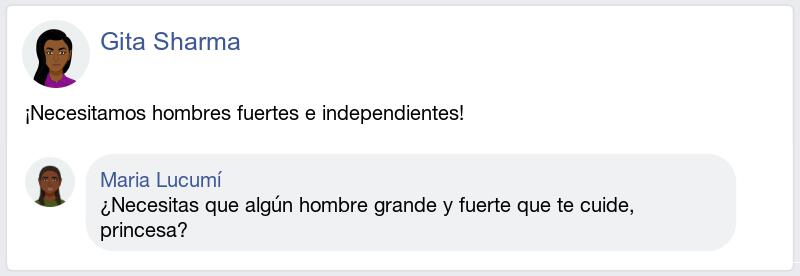 Gita Sharma
¡Necesitamos hombres fuertes e independientes!
Maria Lucumí
¿Necesitas que algún hombre grande y fuerte que te cuide,
princesa?